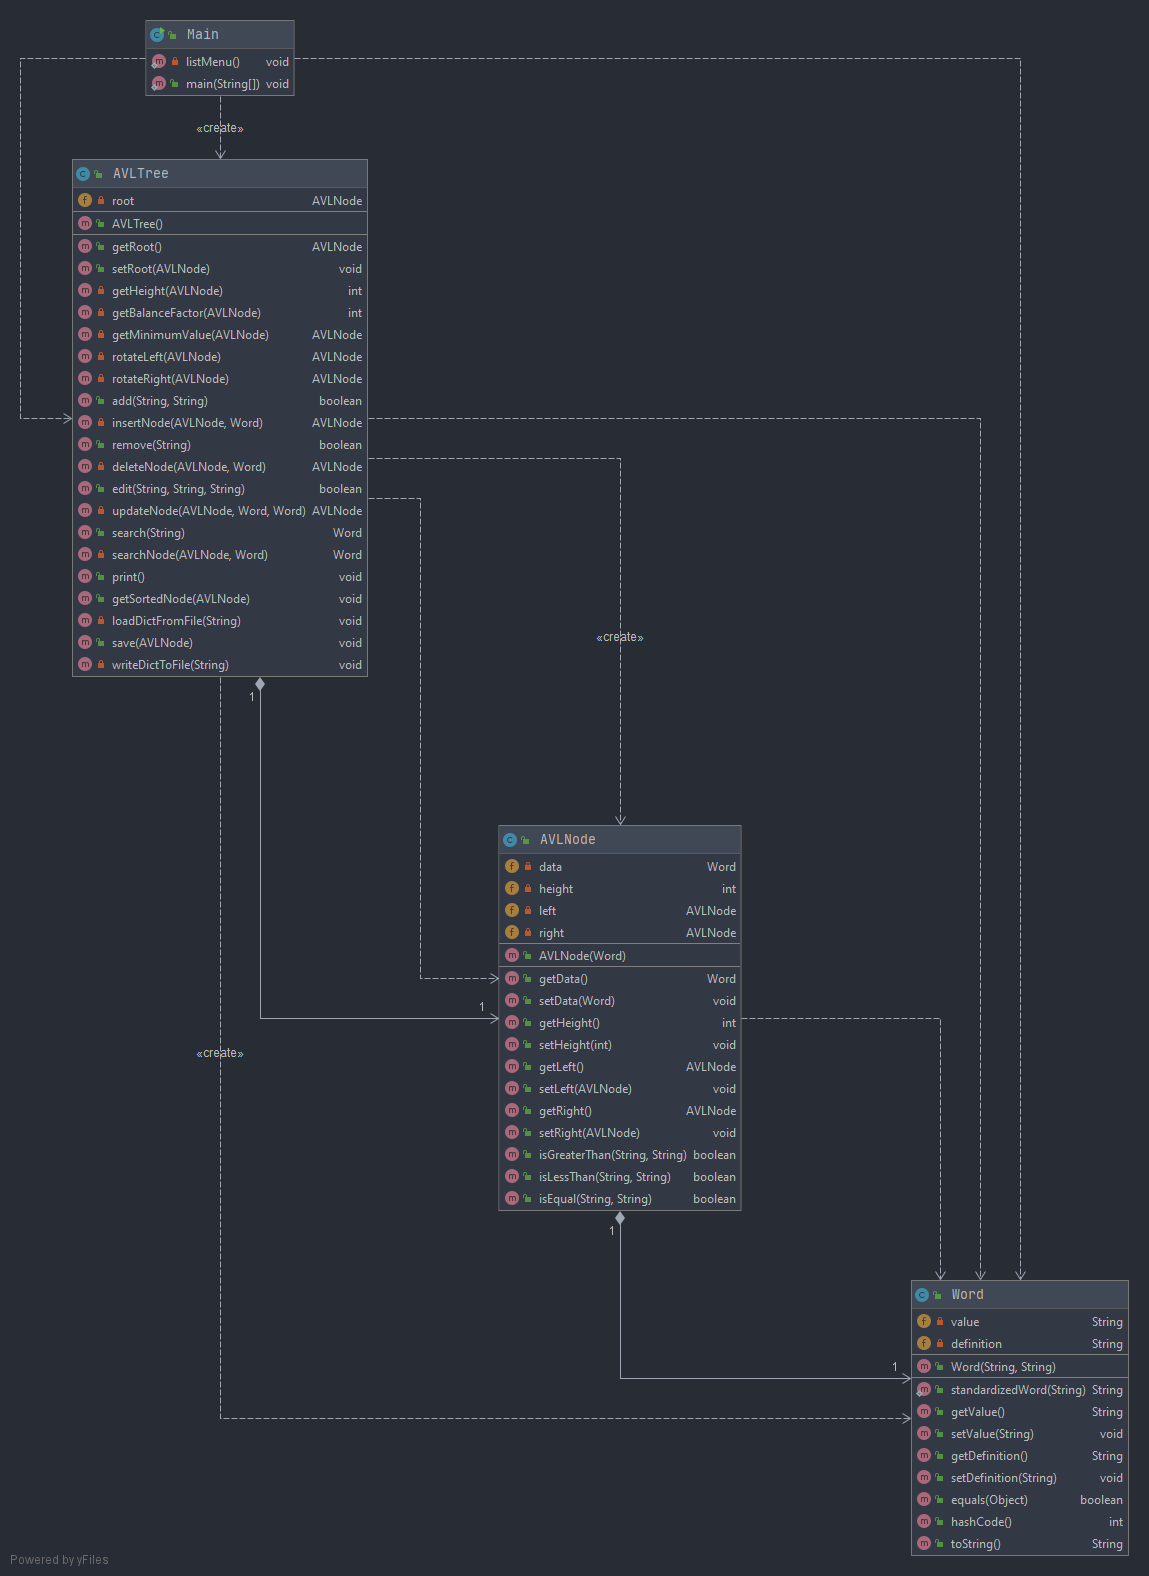 Main
listMenu() void
main(String[]) void
«create»
AVLTree
root AVLNode
AVLTree()
getRoot() AVLNode
setRoot(AVLNode) void
getHeight(AVLNode) int
getBalanceFactor(AVLNode) int
getMinimumValue(AVLNode) AVLNode
rotateLeft(AVLNode) AVLNode
rotateRight(AVLNode) AVLNode
add(String, String) boolean
insertNode(AVLNode, Word) AVLNode
remove(String) boolean
deleteNode(AVLNode, Word) AVLNode
edit(String, String, String) boolean
updateNode(AVLNode, Word, Word) AVLNode
search(String) Word
searchNode(AVLNode, Word) Word
print() void
getSortedNode(AVLNode) void
loadDictFromFile(String) void
save(AVLNode) void
writeDictToFile(String) void
«create»
1
AVLNode
data Word
height int
left AVLNode
right AVLNode
AVLNode(Word)
getData() Word
setData(Word) void
getHeight() int
setHeight(int) void
getLeft() AVLNode
setLeft(AVLNode) void
getRight() AVLNode
setRight(AVLNode) void
isGreaterThan(String, String) boolean
isLessThan(String, String) boolean
isEqual(String, String) boolean
1
«create»
1
Word
value String
definition String
Word(String, String)
standardizedWord(String) String
getValue() String
setValue(String) void
getDefinition() String
setDefinition(String) void
equals(Object) boolean
hashCode() int
toString() String
1
Powered by yFiles